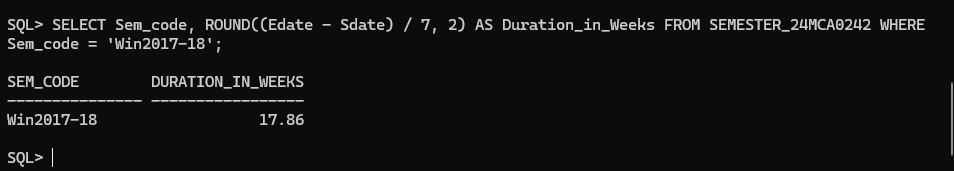 SQL> SELECT Sem_code, ROUND((Edate - Sdate) / 7, 2) AS Duration_in_Weeks FROM SEMESTER_24MCA0242 WHERE
Sem_code = 'Win2017-18';
SEM_CODE        DURATION_IN_WEEKS
--------------- -----------------
Win2017-18                  17.86
SQL>